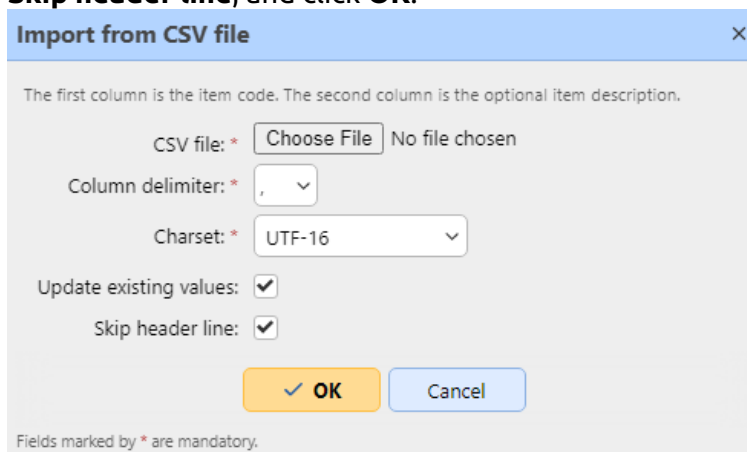 Skip header line, and click OK.
Import from CSV file ×
The first column is the item code. The second column is the optional item description.
CSV file: * Choose File No file chosen
Column delimiter: * ,
Charset: * UTF-16
Update existing values:
Skip header line:
OK Cancel
Fields marked by * are mandatory.